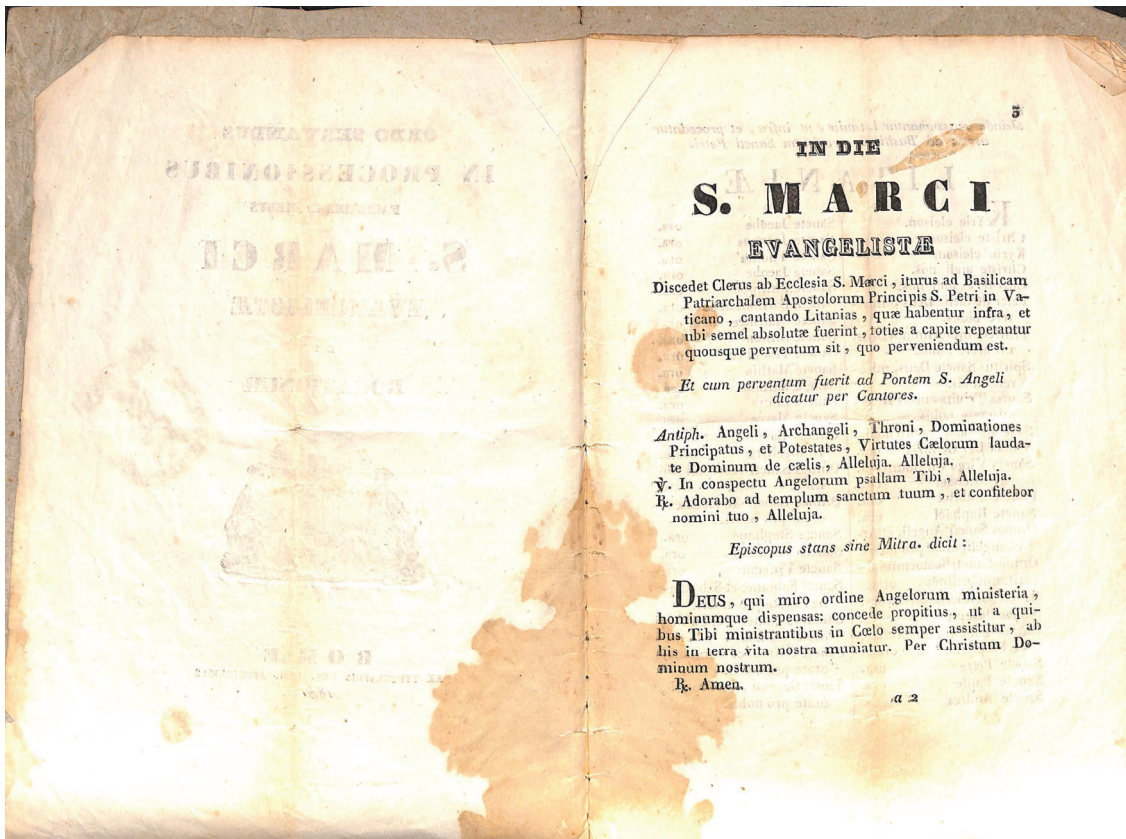 3
IN DIE
S. MARCI
EVANGELISTÆ
Discedet Clerus ab Ecclesia S. Marci, iturus ad Basilicam
Patriarchalem Apostolorum Principis S. Petri in Va-
ticano, cantando Litanias, quæ habentur infra, et
ubi semel absolutæ fuerint, toties a capite repetantur
quousque perventum sit, quo perveniendum est.
Et cum perventum fuerit ad Pontem S. Angeli
dicatur per Cantores.
Antiph. Angeli, Archangeli, Throni, Dominationes
Principatus, et Potestates, Virtutes Cælorum lauda-
te Dominum de cælis, Alleluja. Alleluja.
℣. In conspectu Angelorum psallam Tibi, Alleluja.
℟. Adorabo ad templum sanctum tuum, et confitebor
nomini tuo, Alleluja.
Episcopus stans sine Mitra. dicit:
DEUS, qui miro ordine Angelorum ministeria,
hominumque dispensas: concede propitius, ut a qui-
bus Tibi ministrantibus in Cœlo semper assistitur, ab
his in terra vita nostra muniatur. Per Christum Do-
minum nostrum.
℟. Amen.
a 2